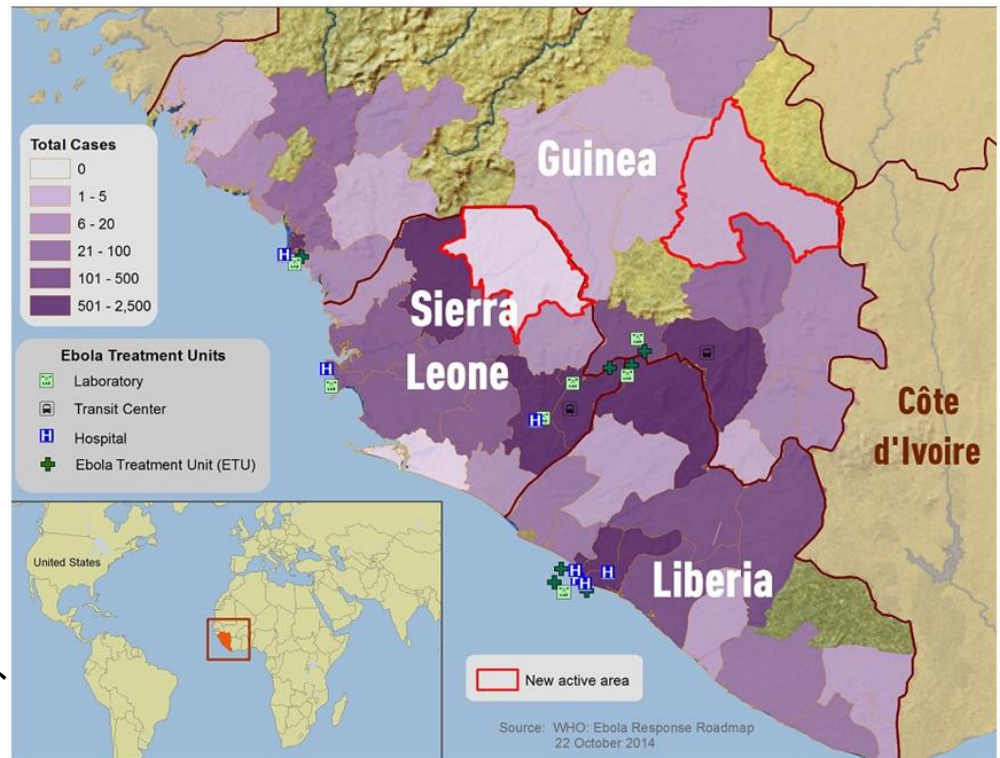 Total Cases
0
1 - 5
6 - 20
21 - 100
101 - 500
501 - 2,500
Ebola Treatment Units
Laboratory
Transit Center
H Hospital
Ebola Treatment Unit (ETU)
Guinea
Sierra
Leone
Côte
d'Ivoire
Liberia
H
H
H
H
H
H
United States
New active area
Source: WHO: Ebola Response Roadmap
22 October 2014